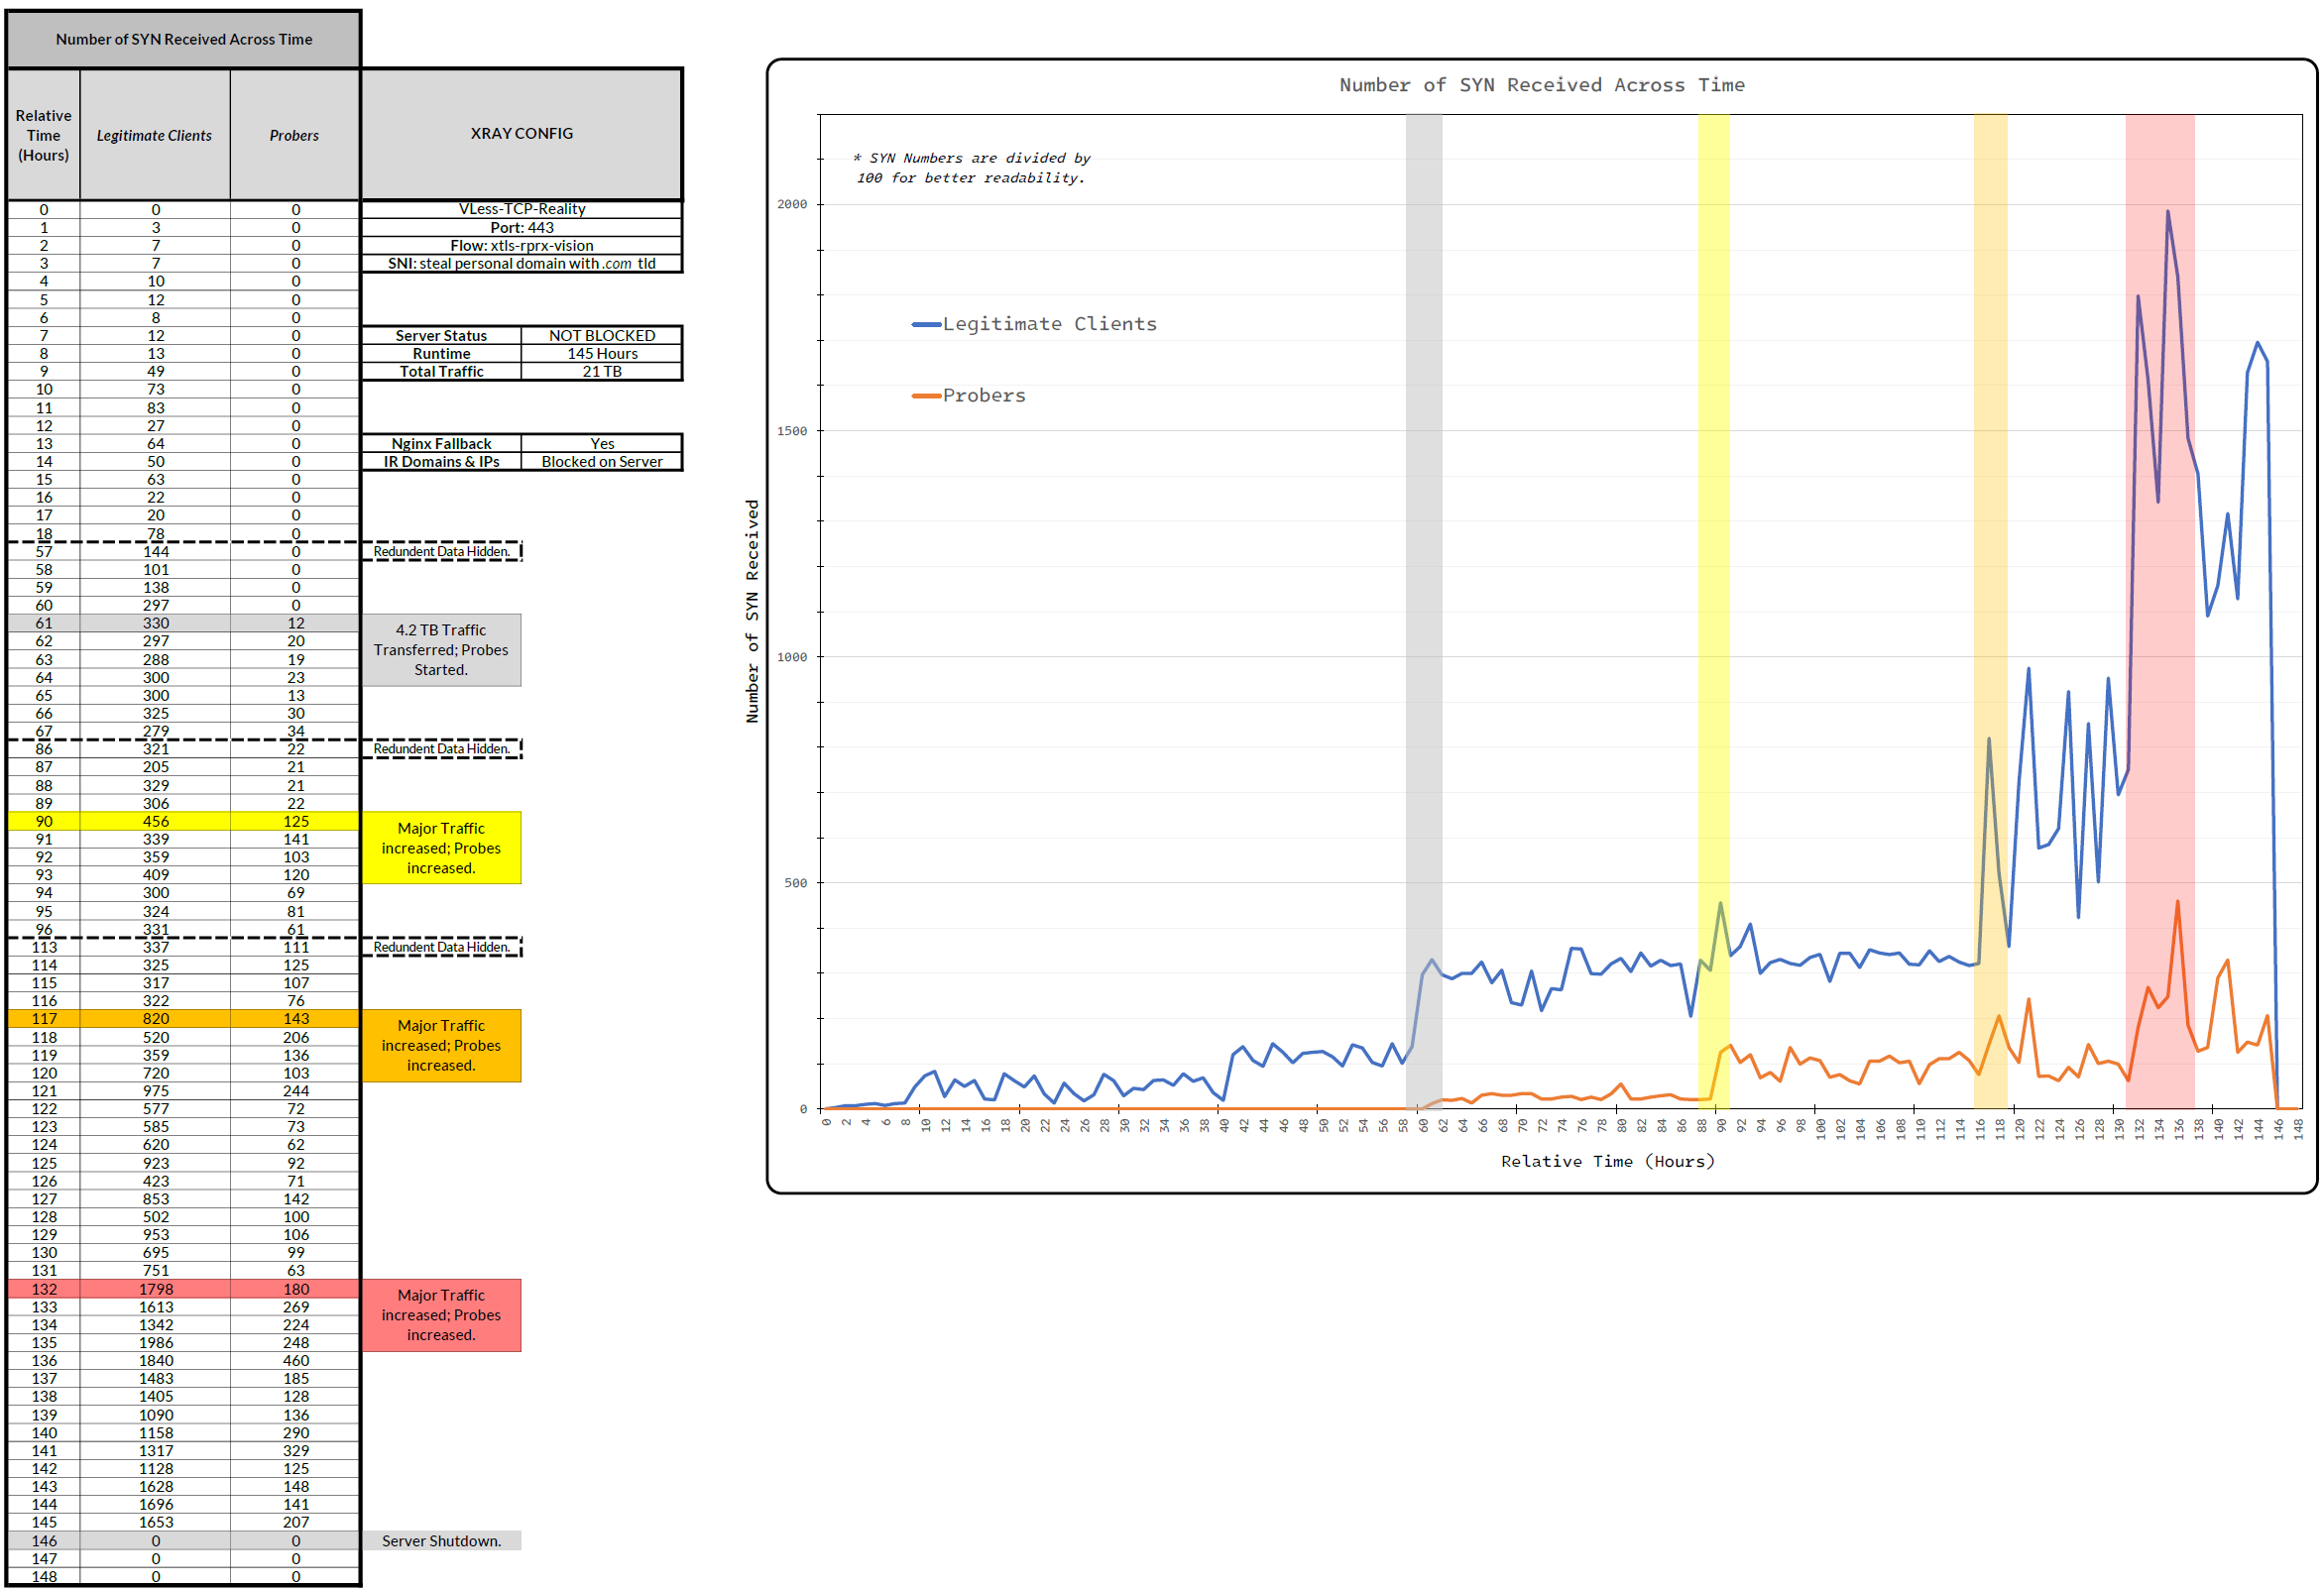 Number of SYN Received Across Time
Relative Time (Hours) Legitimate Clients Probers XRAY CONFIG
0 0 0 VLess-TCP-Reality
1 3 0 Port: 443
2 7 0 Flow: xtls-rprx-vision
3 7 0 SNI: steal personal domain with .com tld
4 10 0
5 12 0
6 8 0
7 12 0 Server Status NOT BLOCKED
8 13 0 Runtime 145 Hours
9 49 0 Total Traffic 21 TB
10 73 0
11 83 0
12 27 0
13 64 0 Nginx Fallback Yes
14 50 0 IR Domains & IPs Blocked on Server
15 63 0
16 22 0
17 20 0
18 78 0
57 144 0 Redundent Data Hidden.
58 101 0
59 138 0
60 297 0
61 330 12
62 297 20
63 288 19
64 300 23
4.2 TB Traffic
Transferred; Probes
Started.
65 300 13
66 325 30
67 279 34
86 321 22 Redundent Data Hidden.
87 205 21
88 329 21
89 306 22
90 456 125
91 339 141
92 359 103
93 409 120
Major Traffic
increased; Probes
increased.
94 300 69
95 324 81
96 331 61
113 337 111 Redundent Data Hidden.
114 325 125
115 317 107
116 322 76
117 820 143
118 520 206
119 359 136
120 720 103
Major Traffic
increased; Probes
increased.
121 975 244
122 577 72
123 585 73
124 620 62
125 923 92
126 423 71
127 853 142
128 502 100
129 953 106
130 695 99
131 751 63
132 1798 180
133 1613 269
134 1342 224
135 1986 248
Major Traffic
increased; Probes
increased.
136 1840 460
137 1483 185
138 1405 128
139 1090 136
140 1158 290
141 1317 329
142 1128 125
143 1628 148
144 1696 141
145 1653 207
146 0 0 Server Shutdown.
147 0 0
148 0 0
Number of SYN Received Across Time
* SYN Numbers are divided by
100 for better readability.
Legitimate Clients
Probers
Number of SYN Received
2000
1500
1000
500
0
0 2 4 6 8 10 12 14 16 18 20 22 24 26 28 30 32 34 36 38 40 42 44 46 48 50 52 54 56 58 60 62 64 66 68 70 72 74 76 78 80 82 84 86 88 90 92 94 96 98 100 102 104 106 108 110 112 114 116 118 120 122 124 126 128 130 132 134 136 138 140 142 144 146 148
Relative Time (Hours)